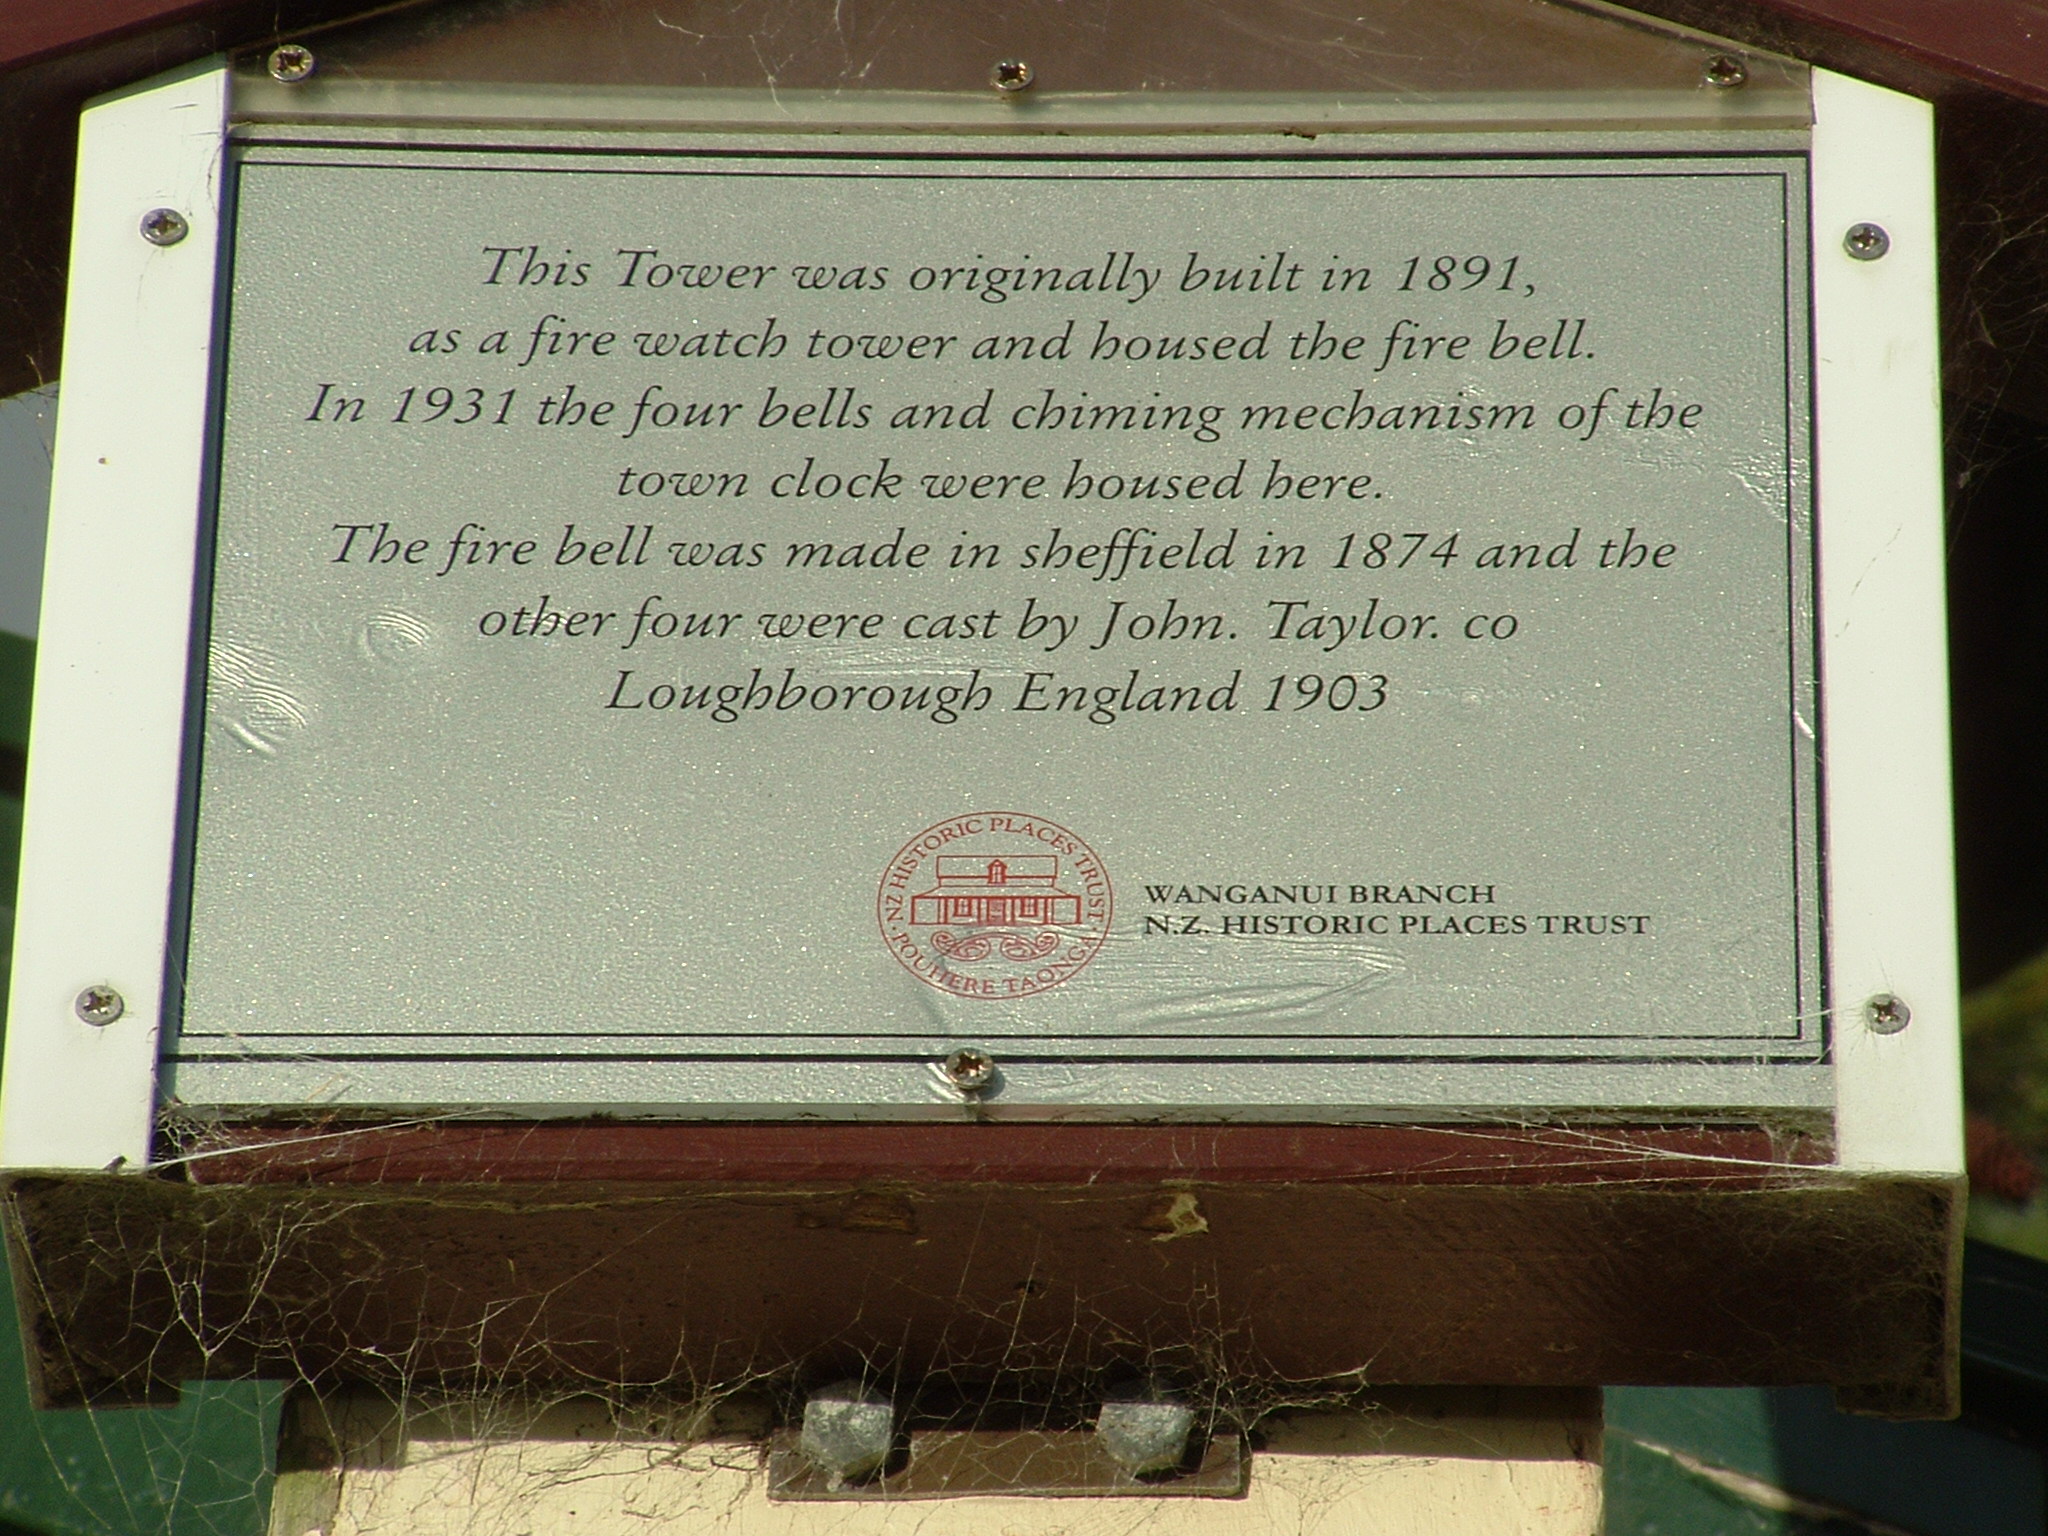 This Tower was originally built in 1891,
as a fire watch tower and housed the fire bell.
In 1931 the four bells and chiming mechanism of the
town clock were housed here.
The fire bell was made in sheffield in 1874 and the
other four were cast by John. Taylor. co
Loughborough England 1903
NZ HISTORIC PLACES TRUST
· POUHERE TAONGA ·
WANGANUI BRANCH
N.Z. HISTORIC PLACES TRUST